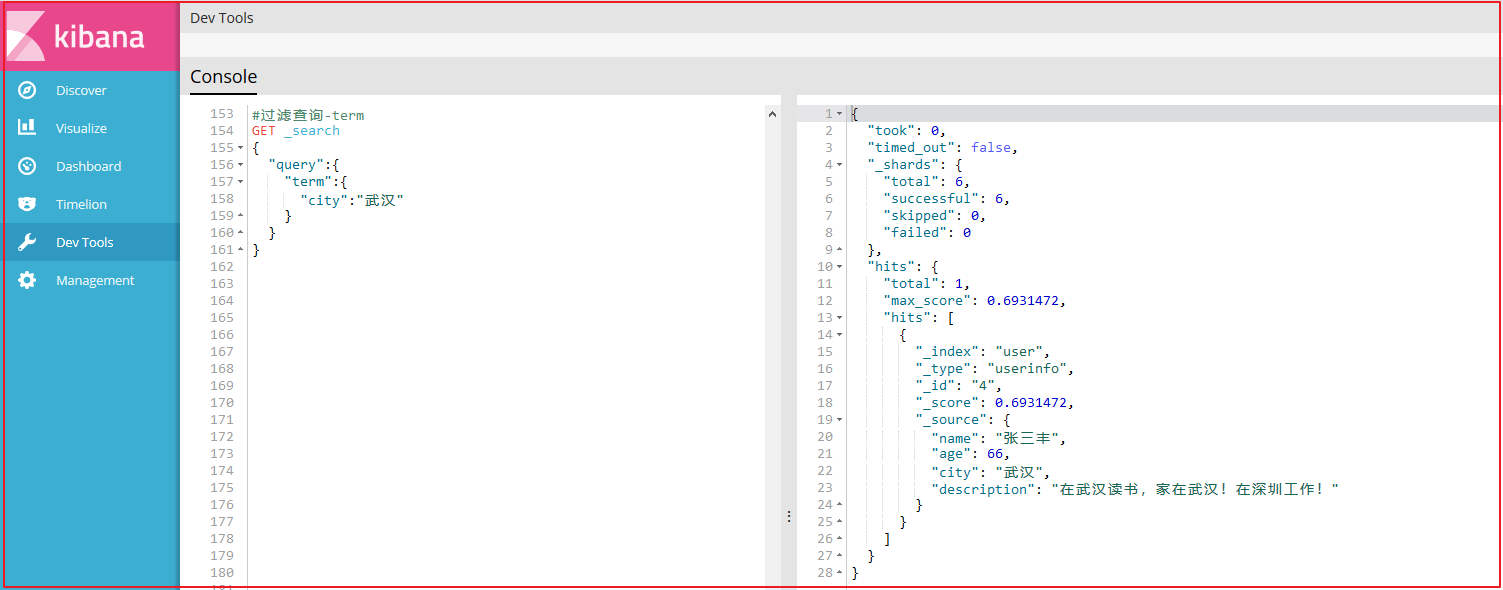 kibana
Discover
Visualize
Dashboard
Timelion
Dev Tools
Management
Dev Tools
Console
153 #过滤查询-term
154 GET _search
155 {
156 "query":{
157 "term":{
158 "city":"武汉"
159 }
160 }
161 }
162
163
164
165
166
167
168
169
170
171
172
173
174
175
176
177
178
179
180
1 {
2 "took": 0,
3 "timed_out": false,
4 "_shards": {
5 "total": 6,
6 "successful": 6,
7 "skipped": 0,
8 "failed": 0
9 },
10 "hits": {
11 "total": 1,
12 "max_score": 0.6931472,
13 "hits": [
14 {
15 "_index": "user",
16 "_type": "userinfo",
17 "_id": "4",
18 "_score": 0.6931472,
19 "_source": {
20 "name": "张三丰",
21 "age": 66,
22 "city": "武汉",
23 "description": "在武汉读书，家在武汉！在深圳工作！"
24 }
25 }
26 ]
27 }
28 }